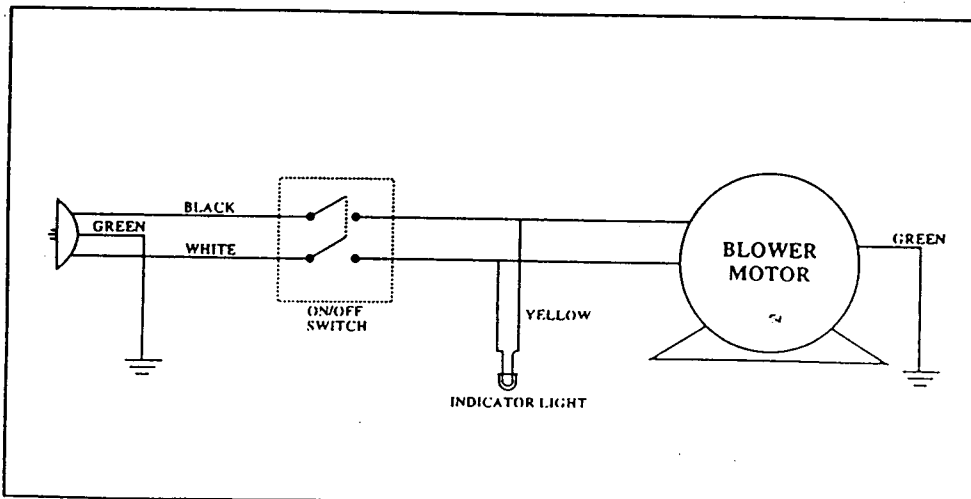 BLACK
GREEN
WHITE
ON/OFF
SWITCH
YELLOW
INDICATOR LIGHT
BLOWER
MOTOR
GREEN